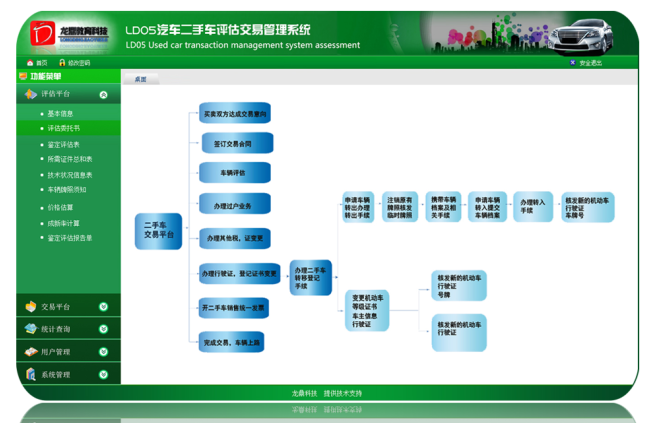 龙鼎教育科技
LD05汽车二手车评估交易管理系统
LD05 Used car transaction management system assessment
首页 修改密码
安全退出
功能菜单
桌面
评估平台
基本信息
评估委托书
鉴定评估表
所需证件总和表
技术状况信息表
车辆牌照须知
价格估算
成新率计算
鉴定评估报告单
交易平台
统计查询
用户管理
系统管理
二手车
交易平台
买卖双方达成交易意向
签订交易合同
车辆评估
办理过户业务
办理其他税，证变更
办理行驶证，登记证书变更
开二手车销售统一发票
完成交易，车辆上路
办理二手车
转移登记
手续
申请车辆
转出办理
转出手续
注销原有
牌照核发
临时牌照
携带车辆
档案及相
关手续
申请车辆
转入提交
车辆档案
办理转入
手续
核发新的机动车
行驶证
车牌号
变更机动车
等级证书
车主信息
行驶证
核发新的机动车
行驶证
号牌
核发新的机动车
行驶证
龙鼎科技 提供技术支持